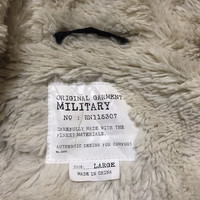 ORIGINAL GARMENT
MILITARY
NO : HN115307
CAREFULLY MADE WITH THE
FINEST MATERIALS.
AUTHENTIC DESIGN FOR COMFORT
SIZE: LARGE
MADE IN CHINA